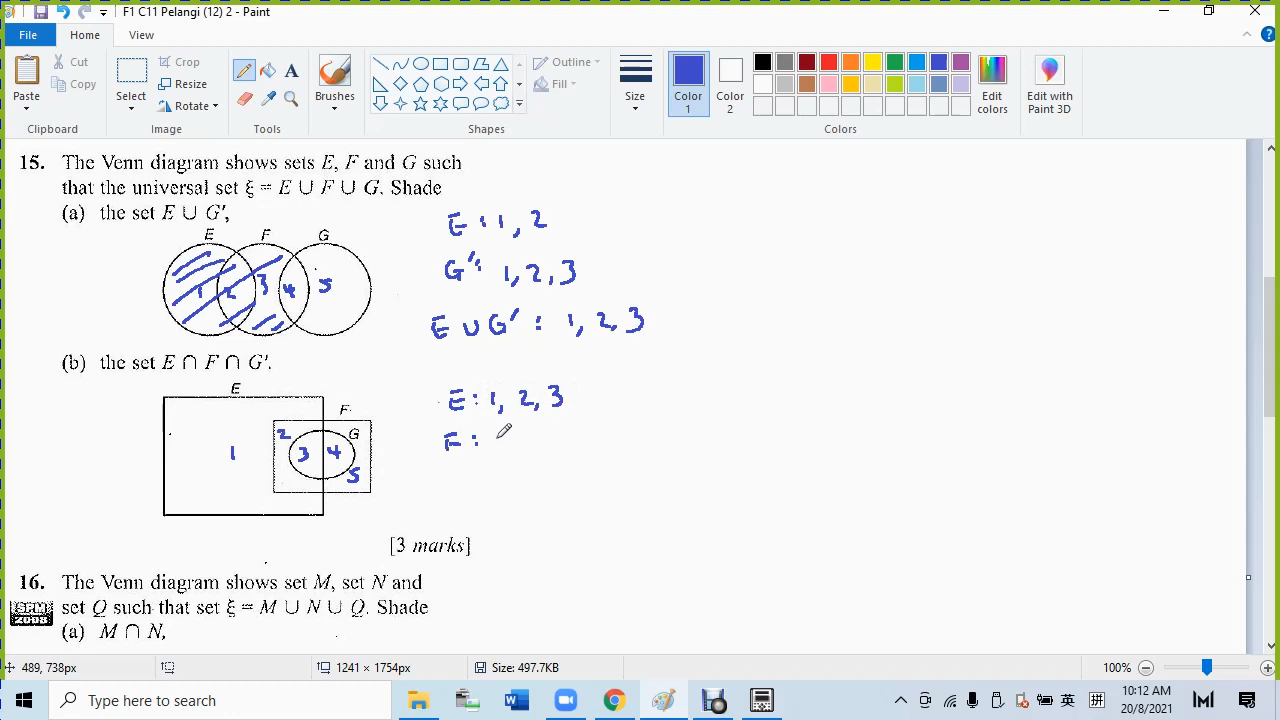 F1 C11 Pelangi (12) 2 - Paint
File Home View
Paste Cut Copy Clipboard
Select Crop Resize Rotate Image
A Tools
Brushes
Outline Fill Shapes
Size
Color 1 Color 2 Edit colors Colors
Edit with Paint 3D
15. The Venn diagram shows sets E, F and G such
that the universal set ξ = E ∪ F ∪ G. Shade
(a) the set E ∪ G′,
E F G
1 2 3 4 5
E : 1, 2
G′: 1, 2, 3
E ∪ G′ : 1, 2, 3
(b) the set E ∩ F ∩ G′.
E
F
G
1 2 3 4 5
E : 1, 2, 3
F :
[3 marks]
16. The Venn diagram shows set M, set N and
SPM 2008 set Q such that set ξ = M ∪ N ∪ Q. Shade
(a) M ∩ N,
489, 738px 1241 × 1754px Size: 497.7KB 100%
Type here to search
英 拼 10:12 AM
20/8/2021